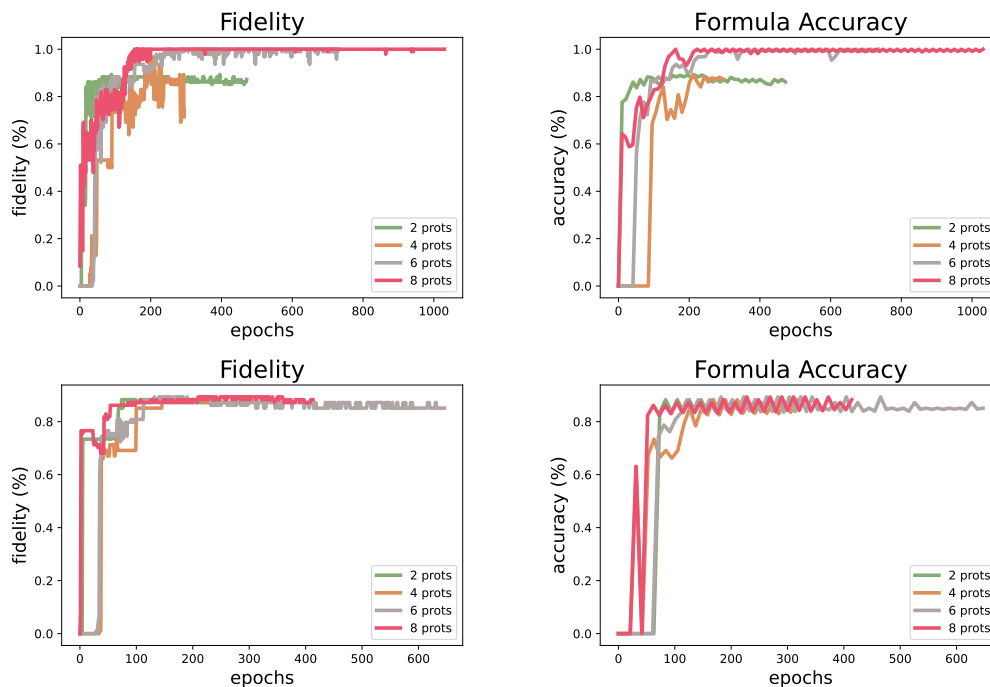 Fidelity
fidelity (%)
1.0
0.8
0.6
0.4
0.2
0.0
2 prots
4 prots
6 prots
8 prots
0 200 400 600 800 1000
epochs
Formula Accuracy
accuracy (%)
1.0
0.8
0.6
0.4
0.2
0.0
2 prots
4 prots
6 prots
8 prots
0 200 400 600 800 1000
epochs
Fidelity
fidelity (%)
0.8
0.6
0.4
0.2
0.0
2 prots
4 prots
6 prots
8 prots
0 100 200 300 400 500 600
epochs
Formula Accuracy
accuracy (%)
0.8
0.6
0.4
0.2
0.0
2 prots
4 prots
6 prots
8 prots
0 100 200 300 400 500 600
epochs